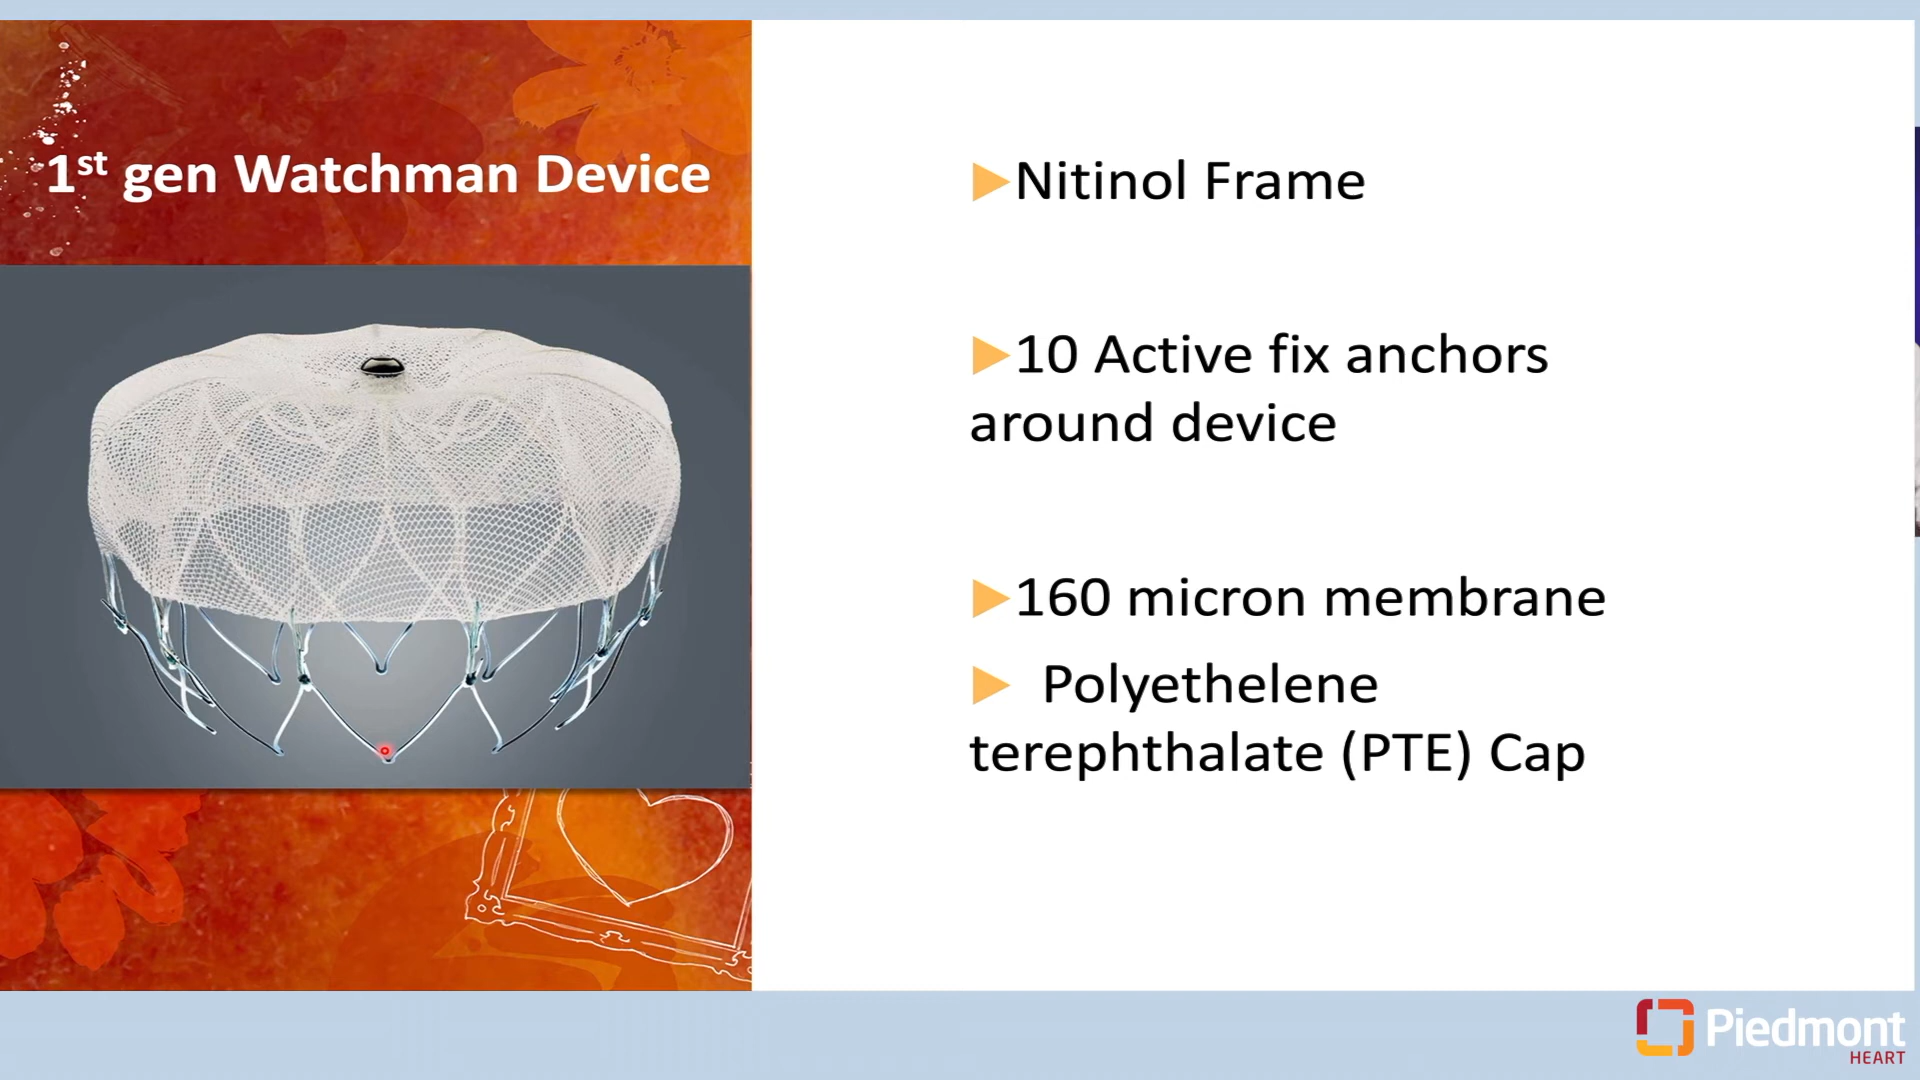 1st gen Watchman Device
►Nitinol Frame
►10 Active fix anchors
around device
►160 micron membrane
► Polyethelene
terephthalate (PTE) Cap
Piedmont
HEART